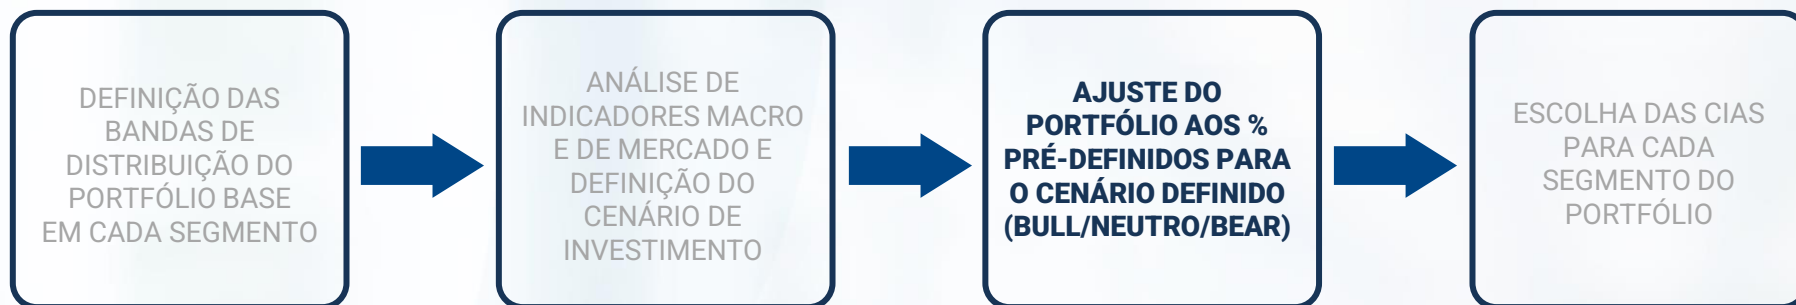 DEFINIÇÃO DAS
BANDAS DE
DISTRIBUIÇÃO DO
PORTFÓLIO BASE
EM CADA SEGMENTO
ANÁLISE DE
INDICADORES MACRO
E DE MERCADO E
DEFINIÇÃO DO
CENÁRIO DE
INVESTIMENTO
AJUSTE DO
PORTFÓLIO AOS %
PRÉ-DEFINIDOS PARA
O CENÁRIO DEFINIDO
(BULL/NEUTRO/BEAR)
ESCOLHA DAS CIAS
PARA CADA
SEGMENTO DO
PORTFÓLIO